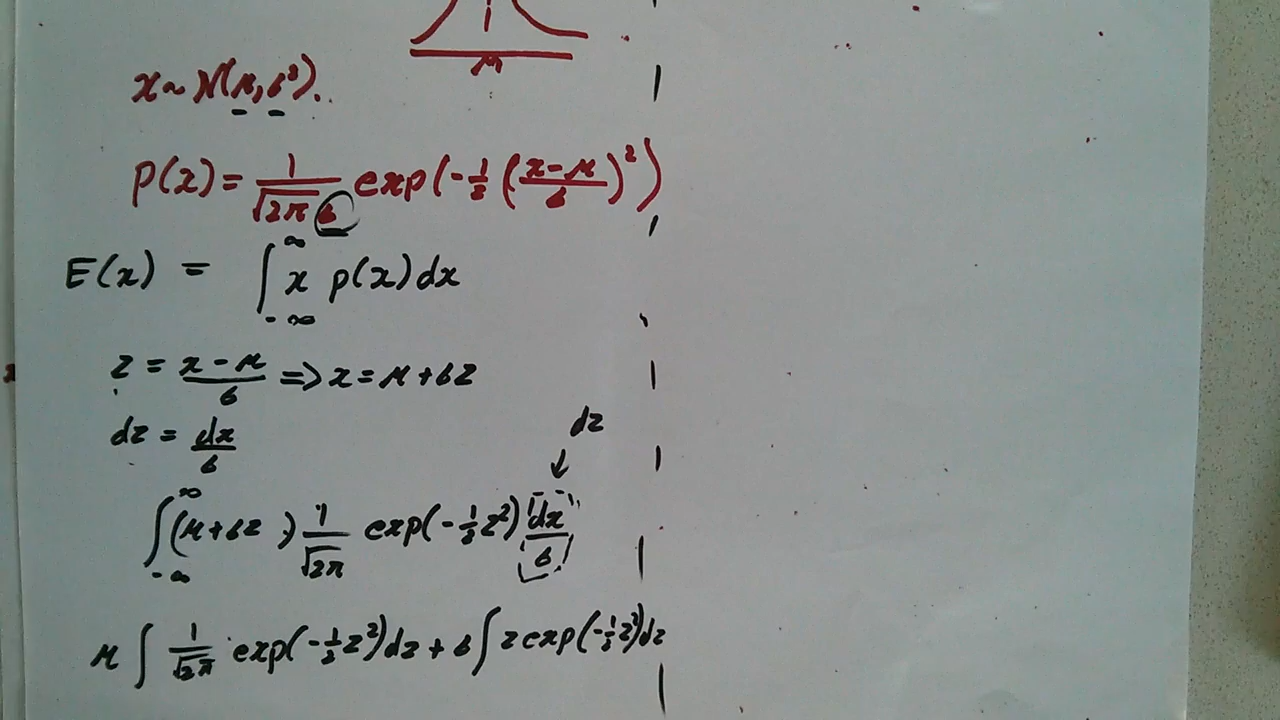 μ
x ~ N(μ, σ²).
p(x) = 1/(√2π σ) exp(-1/2 ((x-μ)/σ)²)
E(x) = ∫_{-∞}^{∞} x p(x) dx
z = (x-μ)/σ => x = μ + σz
dz = dx/σ
dz
∫_{-∞}^{∞} (μ+σz) 1/√2π exp(-1/2 z²) dx/σ
μ ∫ 1/√2π exp(-1/2 z²) dz + σ ∫ z exp(-1/2 z²) dz